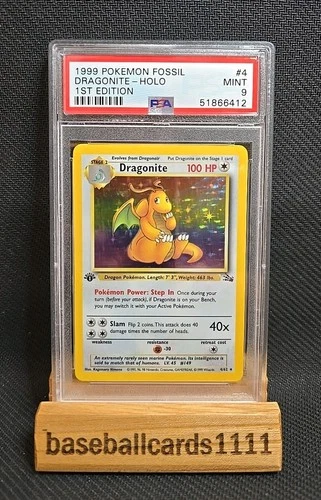 1999 POKEMON FOSSIL #4
DRAGONITE-HOLO MINT
1ST EDITION 9
PSA 51866412
STAGE 2 Evolves from Dragonair Put Dragonite on the Stage 1 card
Dragonite 100 HP
Dragon Pokémon. Length: 7' 3", Weight: 463 lbs.
Pokémon Power: Step In Once during your
turn (before your attack), if Dragonite is on your Bench,
you may switch it with your Active Pokémon.
Slam Flip 2 coins. This attack does 40
damage times the number of heads. 40x
weakness resistance retreat cost
-30
An extremely rarely seen marine Pokémon. Its intelligence is
said to match that of humans. LV. 45 #149
4/62
baseballcards1111